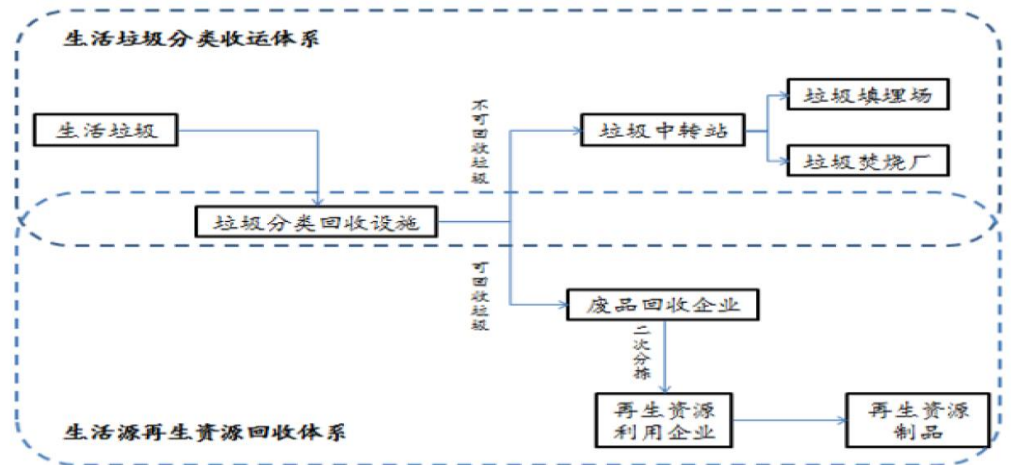 生活垃圾分类收运体系
生活垃圾
不可回收垃圾
垃圾中转站
垃圾填埋场
垃圾焚烧厂
垃圾分类回收设施
可回收垃圾
废品回收企业
二次分拣
再生资源
利用企业
再生资源
制品
生活源再生资源回收体系